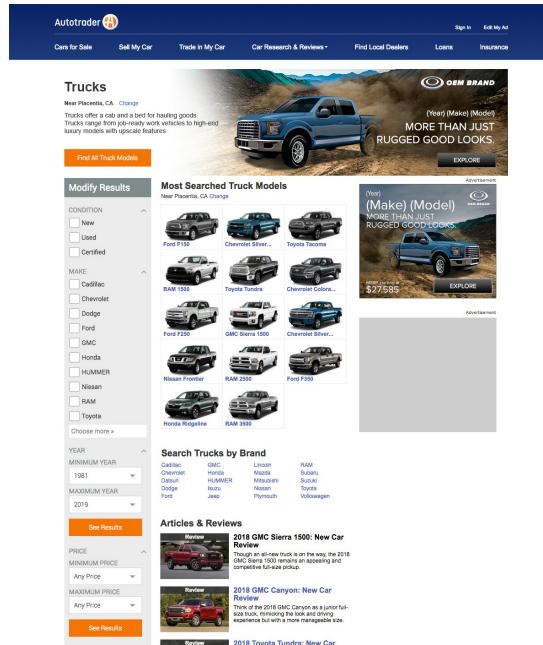 Autotrader
Sign In
Edit My Ad
Cars for Sale
Sell My Car
Trade in My Car
Car Research & Reviews
Find Local Dealers
Loans
Insurance
Trucks
Near Placentia, CA Change
Trucks offer a cab and a bed for hauling goods.
Trucks range from job-ready work vehicles to high-end
luxury models with upscale features.
Find All Truck Models
OEM BRAND
(Year) (Make) (Model)
MORE THAN JUST
RUGGED GOOD LOOKS.
EXPLORE
Advertisement
Modify Results
CONDITION
New
Used
Certified
MAKE
Cadillac
Chevrolet
Dodge
Ford
GMC
Honda
HUMMER
Nissan
RAM
Toyota
Choose more »
YEAR
MINIMUM YEAR
1981
MAXIMUM YEAR
2019
See Results
PRICE
MINIMUM PRICE
Any Price
MAXIMUM PRICE
Any Price
See Results
Most Searched Truck Models
Near Placentia, CA Change
Ford F150
Chevrolet Silver...
Toyota Tacoma
RAM 1500
Toyota Tundra
Chevrolet Colora...
Ford F250
GMC Sierra 1500
Chevrolet Silver...
Nissan Frontier
RAM 2500
Ford F350
Honda Ridgeline
RAM 3500
(Year)
OEM BRAND
(Make) (Model)
MORE THAN JUST
RUGGED GOOD LOOKS.
MSRP starting at
$27,585
EXPLORE
Advertisement
Search Trucks by Brand
Cadillac GMC Lincoln RAM
Chevrolet Honda Mazda Subaru
Datsun HUMMER Mitsubishi Suzuki
Dodge Isuzu Nissan Toyota
Ford Jeep Plymouth Volkswagen
Articles & Reviews
Review
2018 GMC Sierra 1500: New Car
Review
Though an all-new truck is on the way, the 2018
GMC Sierra 1500 remains an appealing and
competitive full-size pickup.
Review
2018 GMC Canyon: New Car
Review
Think of the 2018 GMC Canyon as a junior full-
size truck, mimicking the look and driving
experience but with a more manageable size.
Review
2018 Toyota Tundra: New Car